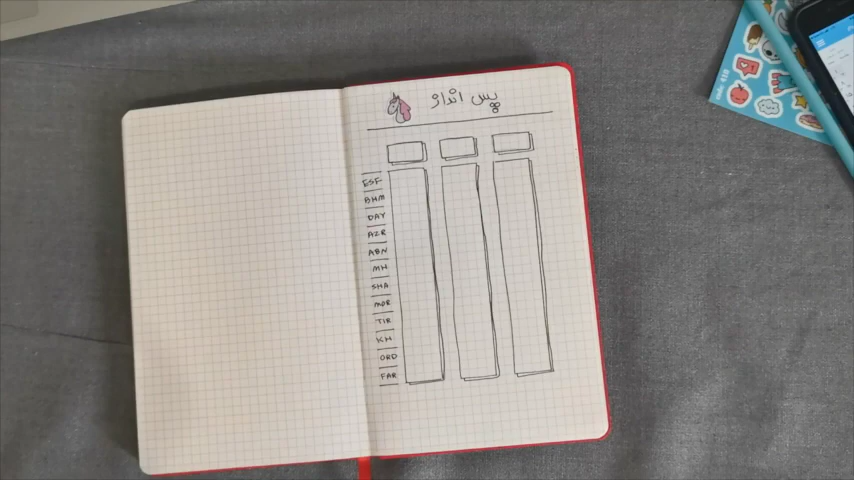 پس انداز
ESF
BHM
DAY
AZR
ABN
MH
SHA
MOR
TIR
KH
ORD
FAR